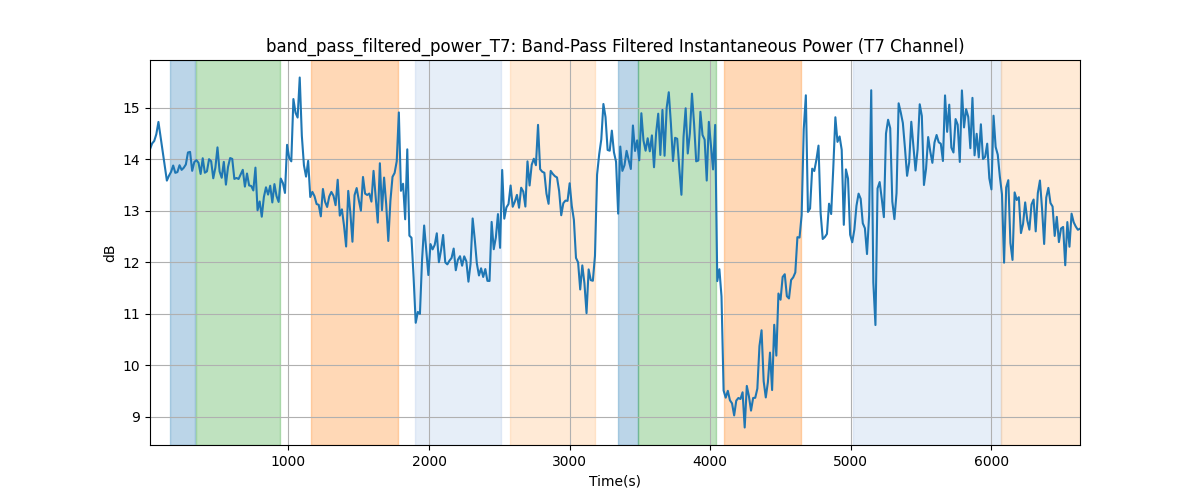 band_pass_filtered_power_T7: Band-Pass Filtered Instantaneous Power (T7 Channel)
dB
15
14
13
12
11
10
9
1000 2000 3000 4000 5000 6000
Time(s)